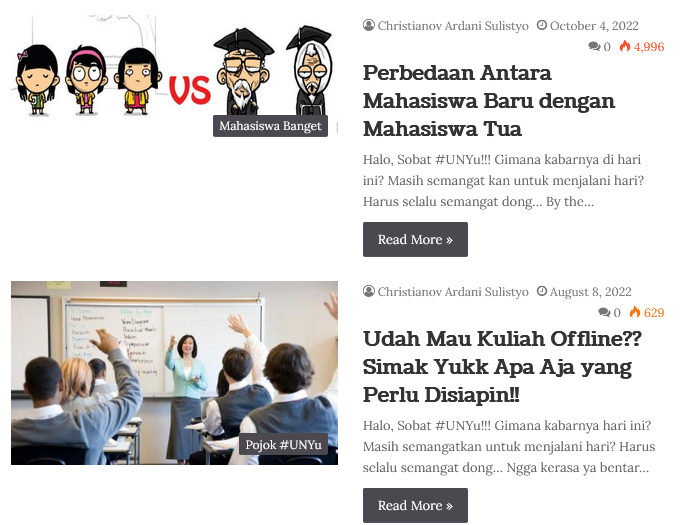 Christianov Ardani Sulistyo October 4, 2022
0 4,996
VS
Mahasiswa Banget
Perbedaan Antara
Mahasiswa Baru dengan
Mahasiswa Tua
Halo, Sobat #UNYu!!! Gimana kabarnya di hari
ini? Masih semangat kan untuk menjalani hari?
Harus selalu semangat dong… By the…
Read More »
Christianov Ardani Sulistyo August 8, 2022
0 629
Pojok #UNYu
Udah Mau Kuliah Offline??
Simak Yukk Apa Aja yang
Perlu Disiapin!!
Halo, Sobat #UNYu!!! Gimana kabarnya hari ini?
Masih semangatkan untuk menjalani hari? Harus
selalu semangat dong… Ngga kerasa ya bentar…
Read More »